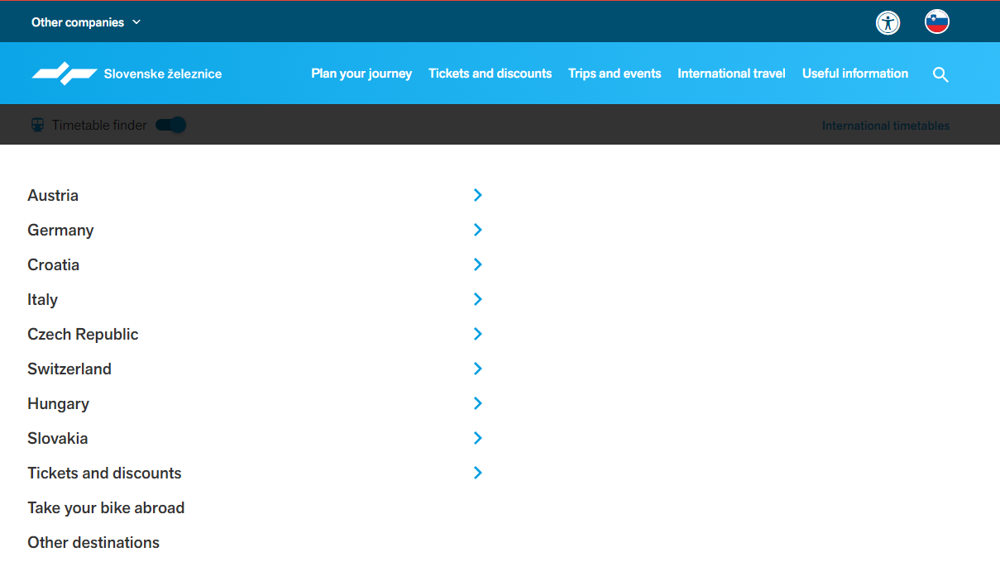 Other companies
Slovenske železnice
Plan your journey Tickets and discounts Trips and events International travel Useful information
Timetable finder International timetables
Austria
Germany
Croatia
Italy
Czech Republic
Switzerland
Hungary
Slovakia
Tickets and discounts
Take your bike abroad
Other destinations